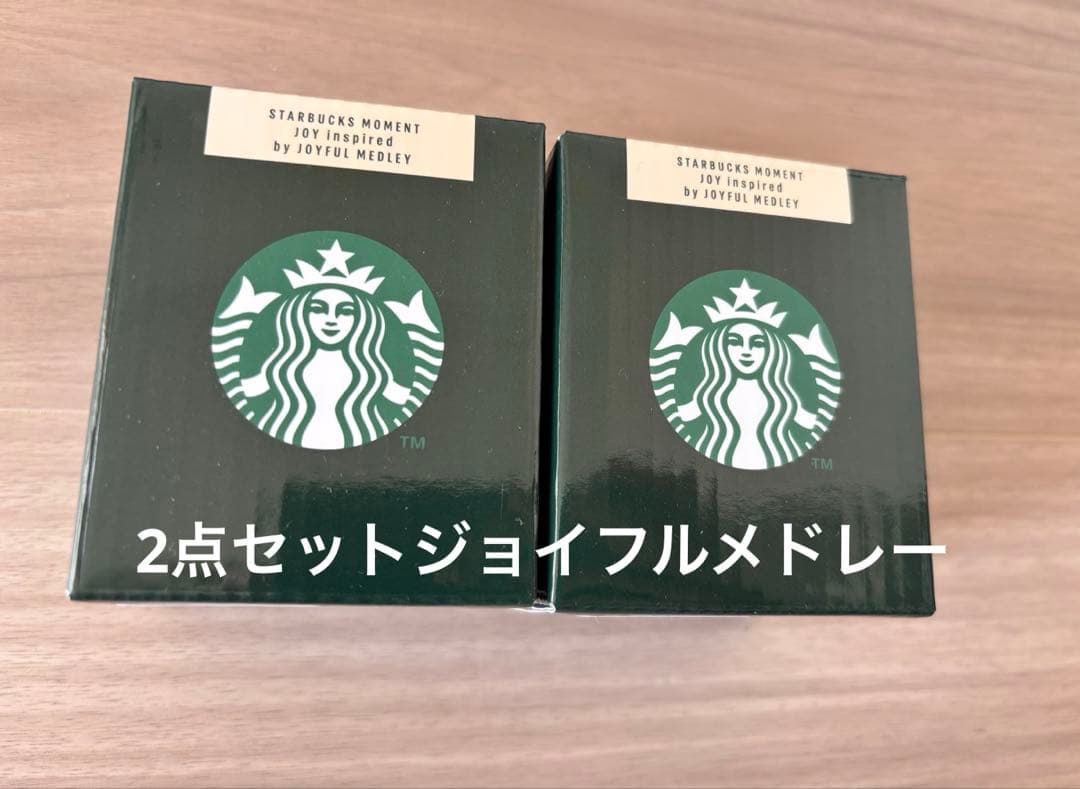 STARBUCKS MOMENT
JOY inspired
by JOYFUL MEDLEY
TM
STARBUCKS MOMENT
JOY inspired
by JOYFUL MEDLEY
TM
2点セットジョイフルメドレー